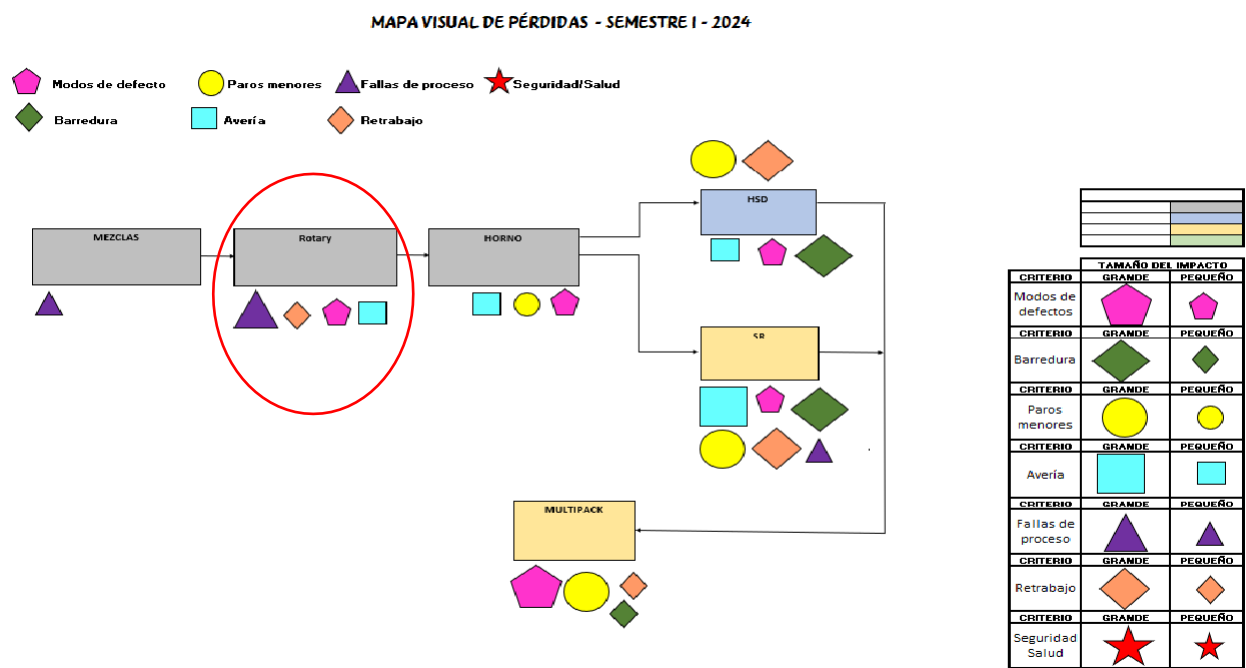 MAPA VISUAL DE PÉRDIDAS - SEMESTRE I - 2024
Modos de defecto Paros menores Fallas de proceso Seguridad/Salud
Barredura Avería Retrabajo
MEZCLAS
Rotary
HORNO
HSD
SR
MULTIPACK
TAMAÑO DEL IMPACTO
CRITERIO GRANDE PEQUEÑO
Modos de
defectos
CRITERIO GRANDE PEQUEÑO
Barredura
CRITERIO GRANDE PEQUEÑO
Paros
menores
CRITERIO GRANDE PEQUEÑO
Avería
CRITERIO GRANDE PEQUEÑO
Fallas de
proceso
CRITERIO GRANDE PEQUEÑO
Retrabajo
CRITERIO GRANDE PEQUEÑO
Seguridad
Salud